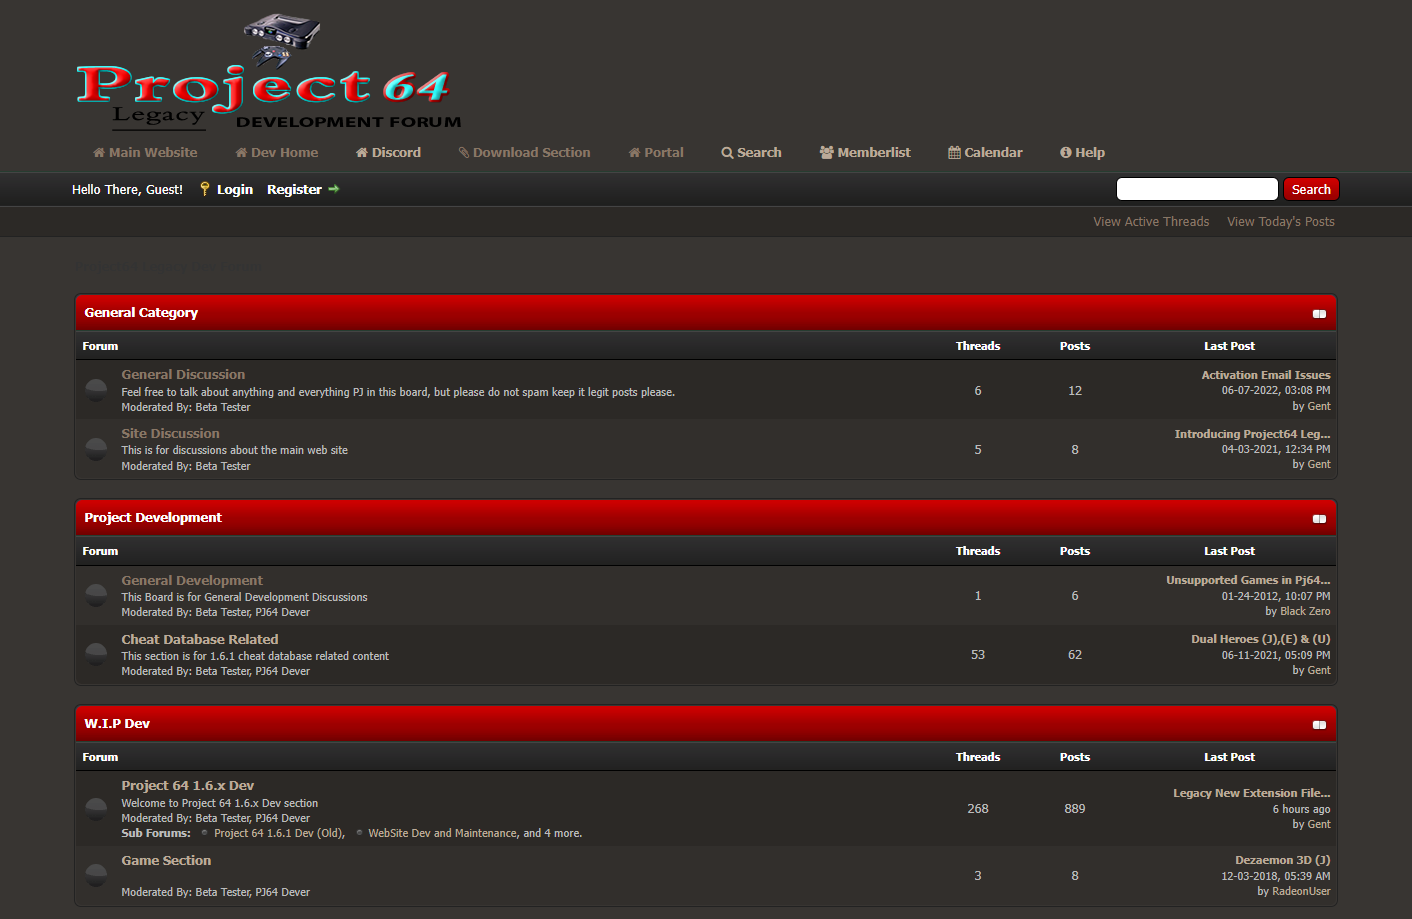 Project 64
Legacy
DEVELOPMENT FORUM
Main Website Dev Home Discord Download Section Portal Search Memberlist Calendar Help
Hello There, Guest! Login Register Search
View Active Threads View Today's Posts
General Category
Forum Threads Posts Last Post
General Discussion
Feel free to talk about anything and everything PJ in this board, but please do not spam keep it legit posts please.
Moderated By: Beta Tester
6 12
Activation Email Issues
06-07-2022, 03:08 PM
by Gent
Site Discussion
This is for discussions about the main web site
Moderated By: Beta Tester
5 8
Introducing Project64 Leg...
04-03-2021, 12:34 PM
by Gent
Project Development
Forum Threads Posts Last Post
General Development
This Board is for General Development Discussions
Moderated By: Beta Tester, PJ64 Dever
1 6
Unsupported Games in Pj64...
01-24-2012, 10:07 PM
by Black Zero
Cheat Database Related
This section is for 1.6.1 cheat database related content
Moderated By: Beta Tester, PJ64 Dever
53 62
Dual Heroes (J),(E) & (U)
06-11-2021, 05:09 PM
by Gent
W.I.P Dev
Forum Threads Posts Last Post
Project 64 1.6.x Dev
Welcome to Project 64 1.6.x Dev section
Moderated By: Beta Tester, PJ64 Dever
Sub Forums: Project 64 1.6.1 Dev (Old), WebSite Dev and Maintenance, and 4 more.
268 889
Legacy New Extension File...
6 hours ago
by Gent
Game Section
Moderated By: Beta Tester, PJ64 Dever
3 8
Dezaemon 3D (J)
12-03-2018, 05:39 AM
by RadeonUser